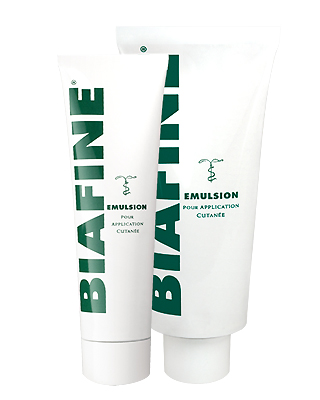 BIAFINE®
EMULSION
POUR
APPLICATION
CUTANÉE
BIAFINE®
EMULSION
POUR APPLICATION
CUTANÉE